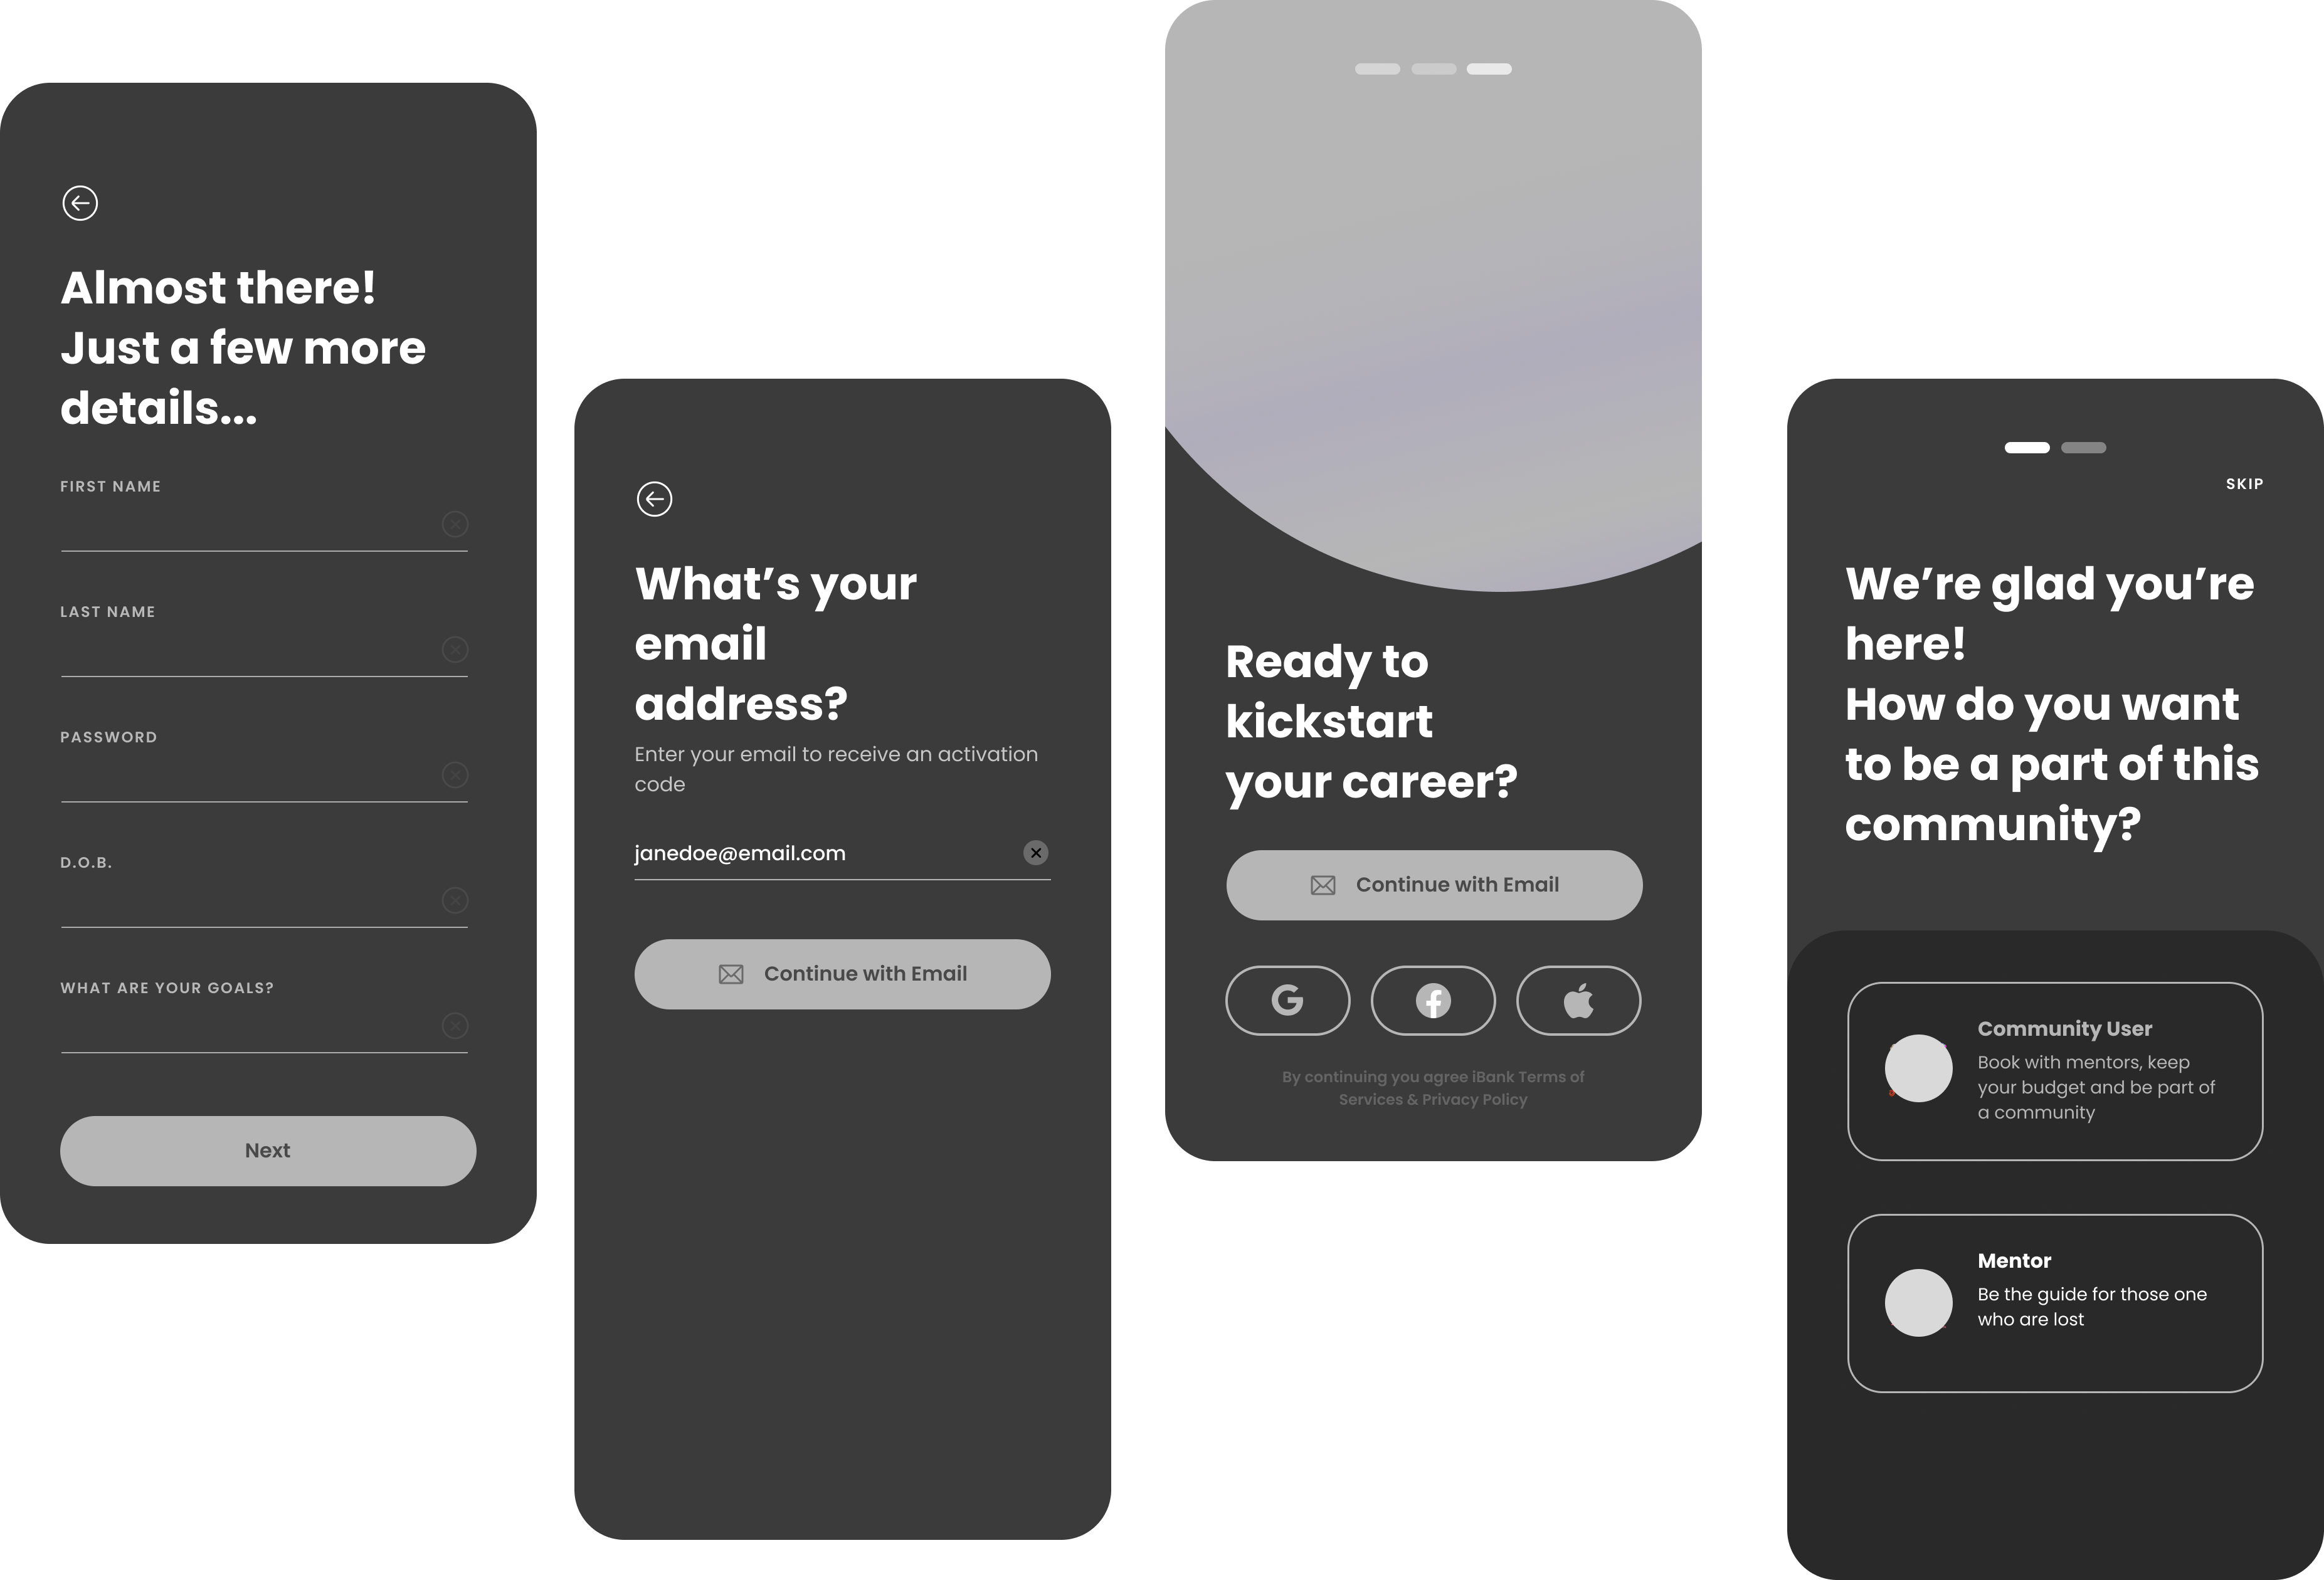 Almost there!
Just a few more
details...
FIRST NAME
LAST NAME
PASSWORD
D.O.B.
WHAT ARE YOUR GOALS?
Next
What’s your
email
address?
Enter your email to receive an activation
code
janedoe@email.com
Continue with Email
Ready to
kickstart
your career?
Continue with Email
By continuing you agree iBank Terms of
Services & Privacy Policy
SKIP
We’re glad you’re
here!
How do you want
to be a part of this
community?
Community User
Book with mentors, keep
your budget and be part of
a community
Mentor
Be the guide for those one
who are lost